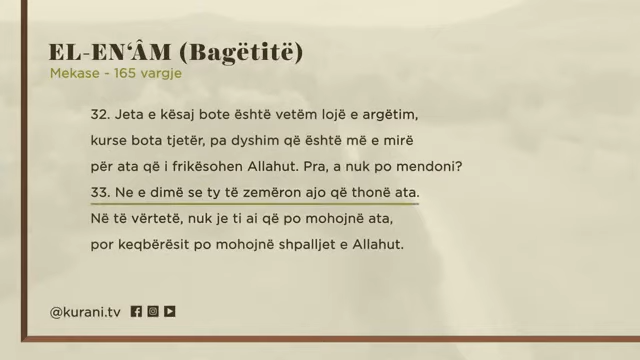 EL-EN‘ÂM (Bagëtitë)
Mekase - 165 vargje
32. Jeta e kësaj bote është vetëm lojë e argëtim,
kurse bota tjetër, pa dyshim që është më e mirë
për ata që i frikësohen Allahut. Pra, a nuk po mendoni?
33. Ne e dimë se ty të zemëron ajo që thonë ata.
Në të vërtetë, nuk je ti ai që po mohojnë ata,
por keqbërësit po mohojnë shpalljet e Allahut.
@kurani.tv